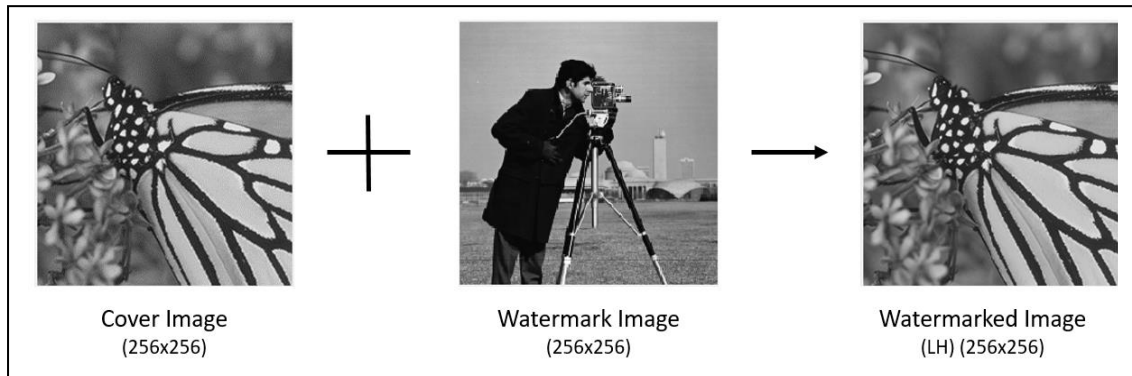 Cover Image
(256x256)
Watermark Image
(256x256)
Watermarked Image
(LH) (256x256)